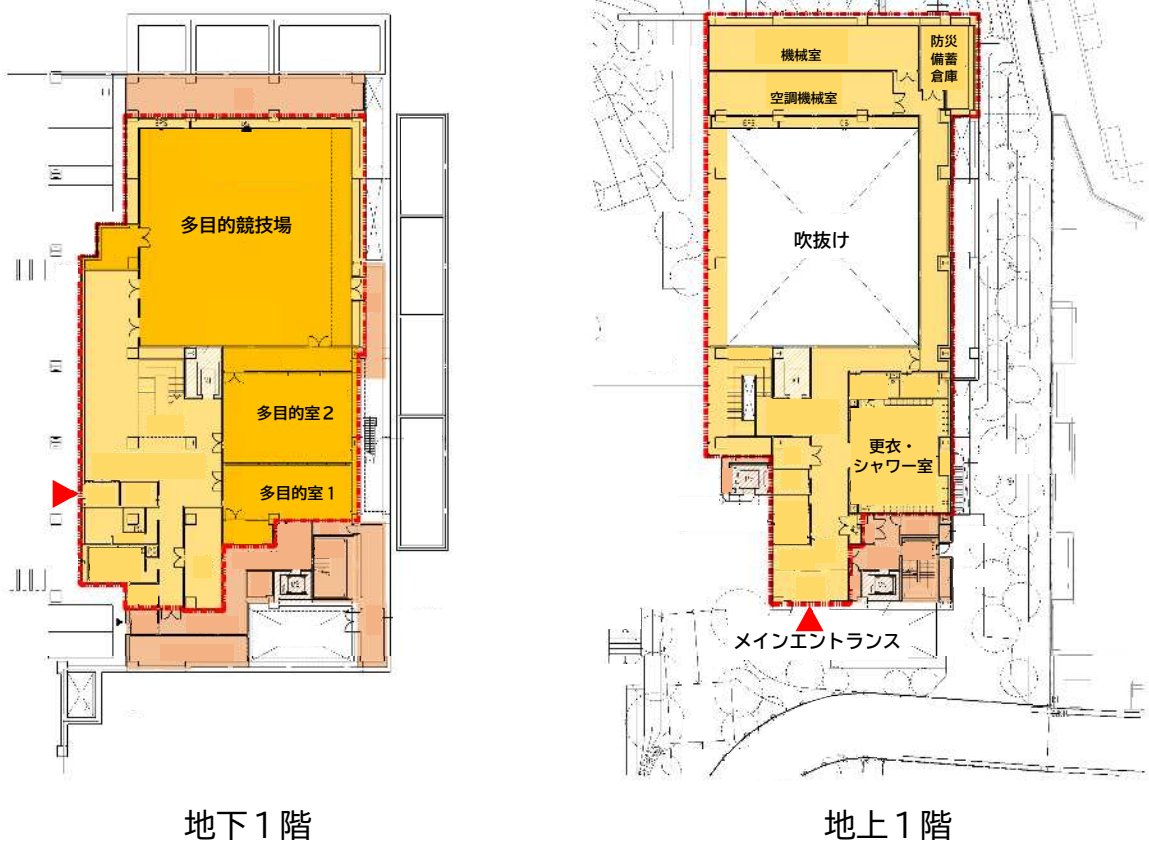 多目的競技場
多目的室2
多目的室1
地下1階
機械室
防災
備蓄
倉庫
空調機械室
吹抜け
更衣・
シャワー室
メインエントランス
地上1階